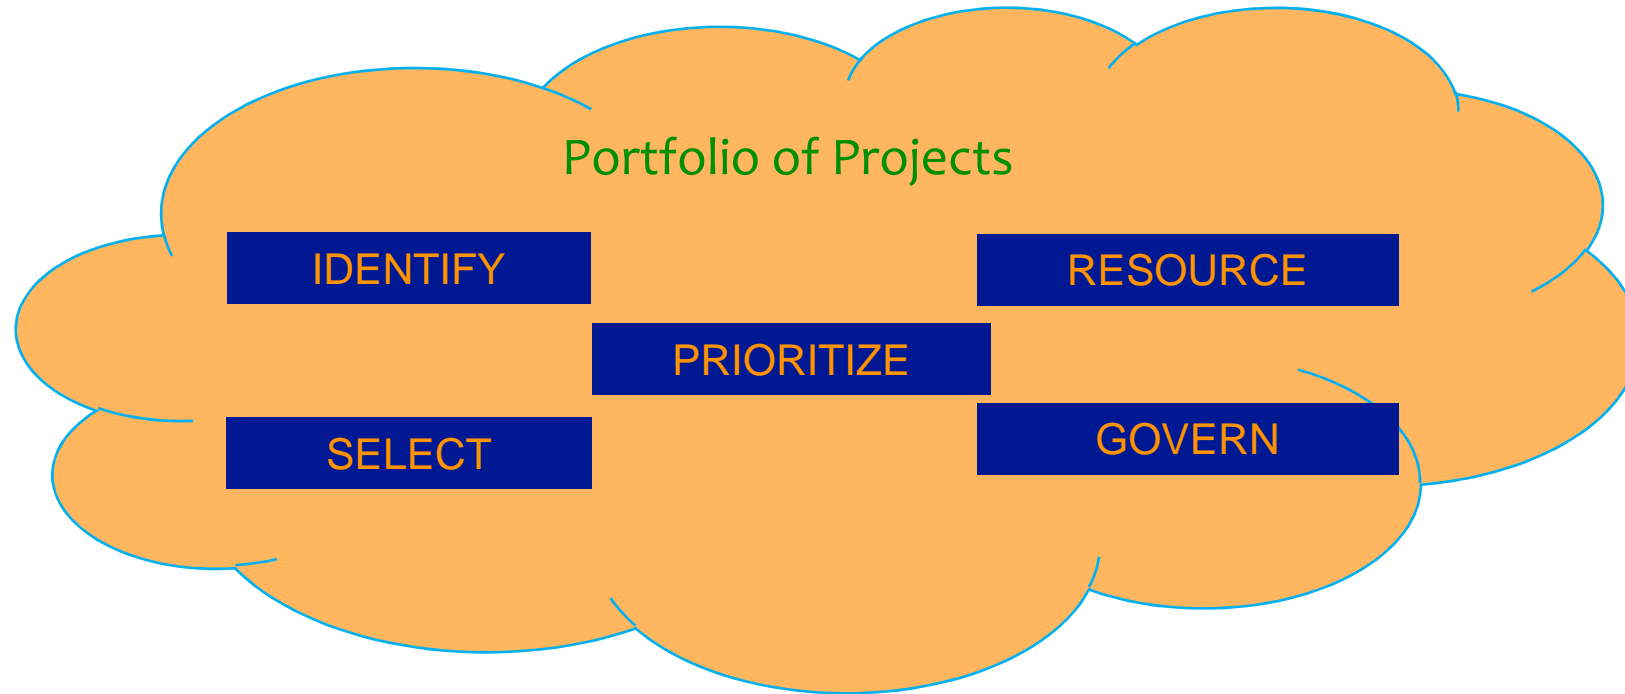 Portfolio of Projects
IDENTIFY
RESOURCE
PRIORITIZE
SELECT
GOVERN